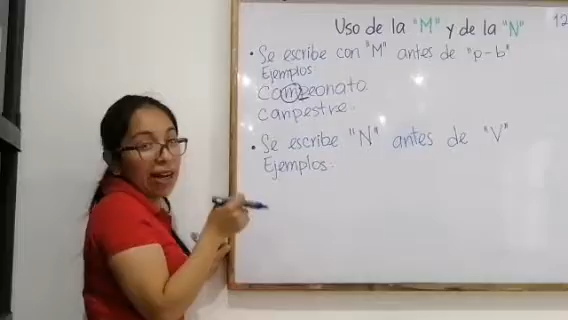 Uso de la "M" y de la "N"
12
• Se escribe con "M" antes de "p-b"
Ejemplos:
Campeonato
canpestre.
• Se escribe "N" antes de "V"
Ejemplos: